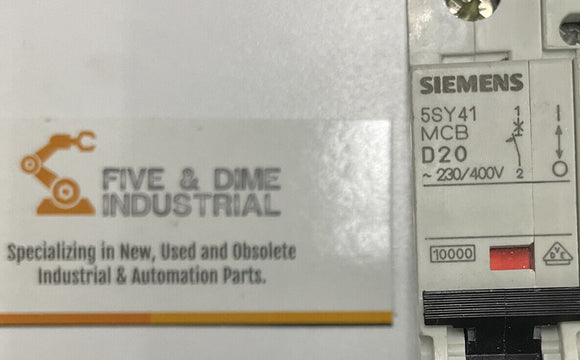 FIVE & DIME
INDUSTRIAL
Specializing in New, Used and Obsolete
Industrial & Automation Parts.
SIEMENS
5SY41 1 I
MCB
D20
~ 230/400V 2 O
10000 VDE